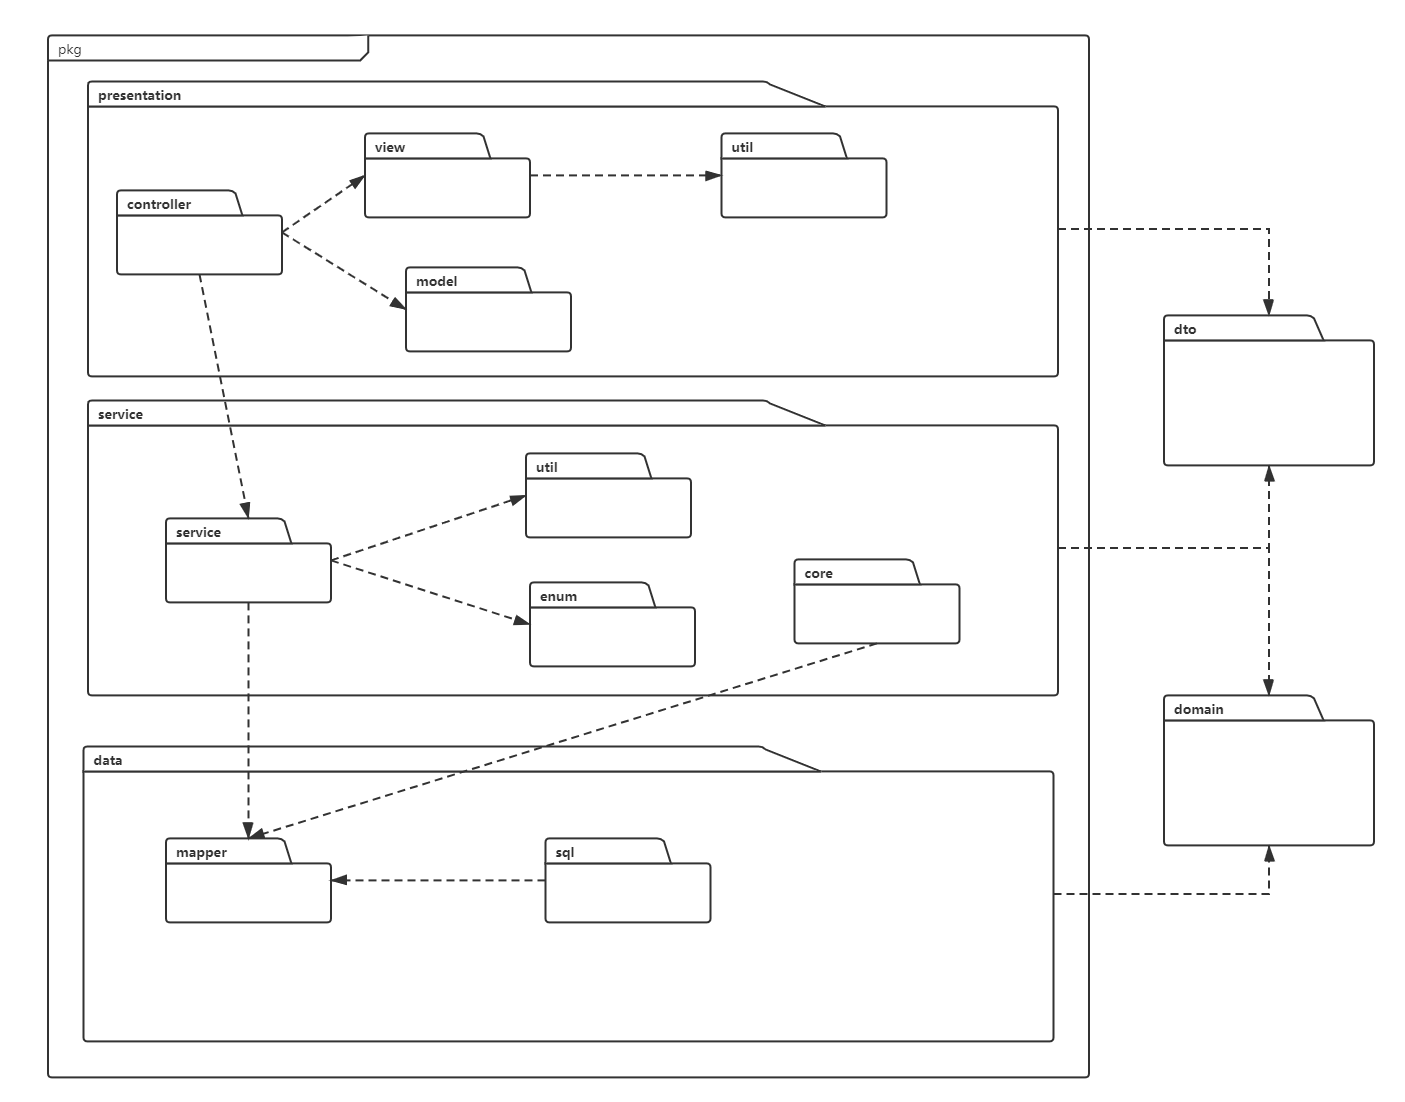 pkg
presentation
view
util
controller
model
dto
service
util
service
core
enum
domain
data
mapper
sql